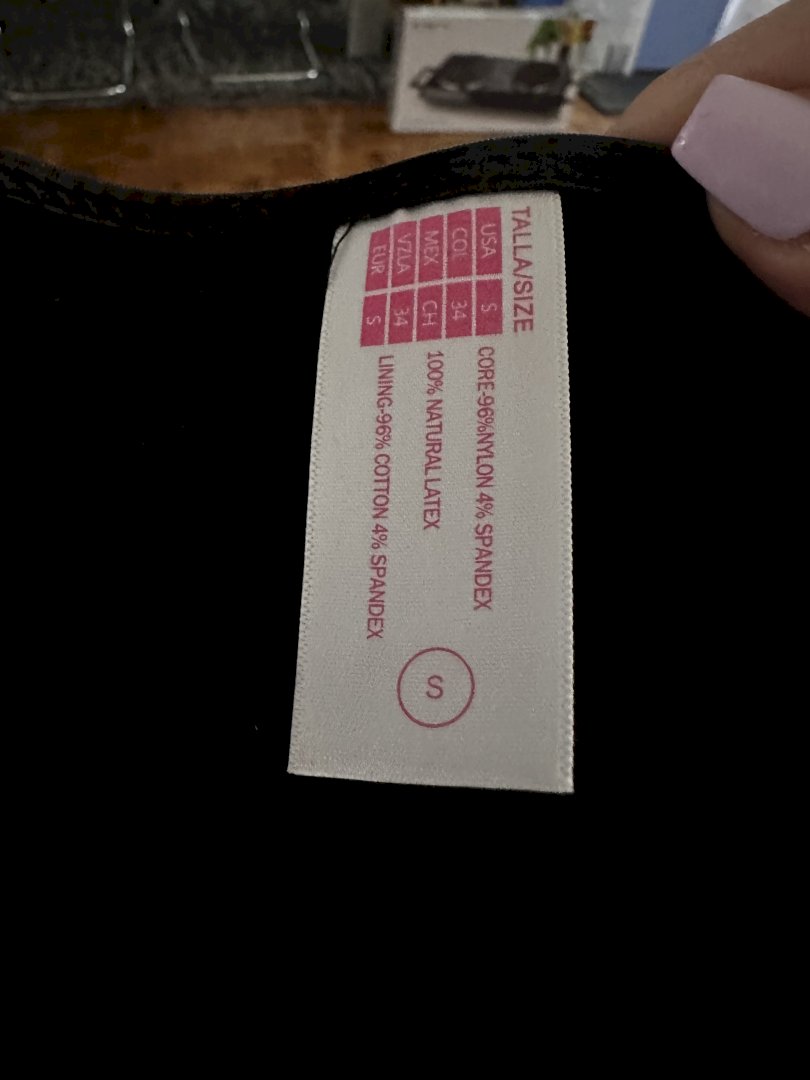 TALLA/SIZE
USA S
COL 34
MEX CH
VZLA 34
EUR S
CORE-96%NYLON 4% SPANDEX
100% NATURAL LATEX
LINING-96% COTTON 4% SPANDEX
S